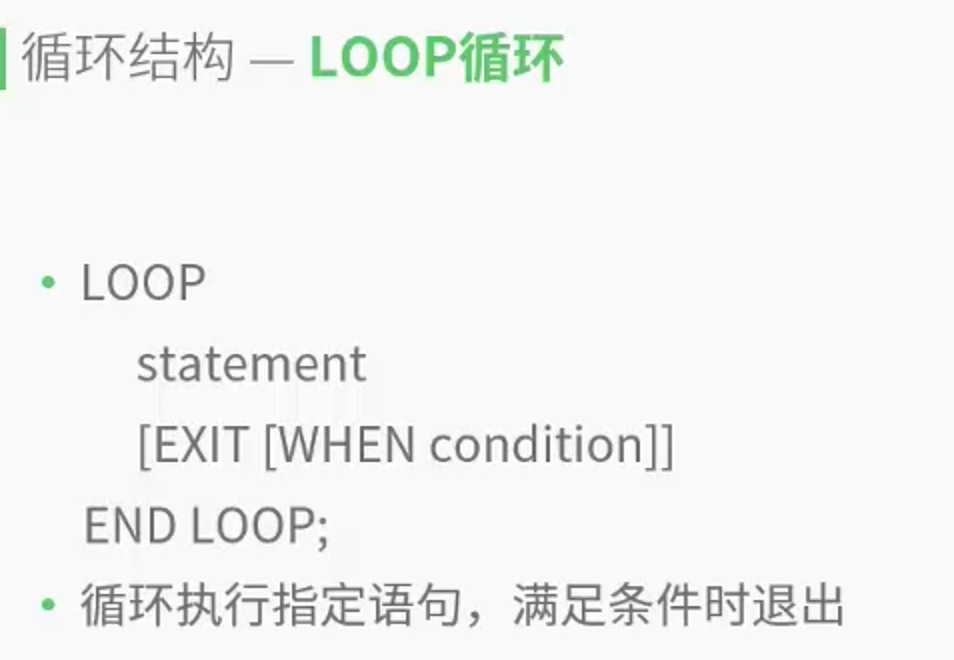 循环结构 — LOOP循环
• LOOP
statement
[EXIT [WHEN condition]]
END LOOP;
• 循环执行指定语句，满足条件时退出